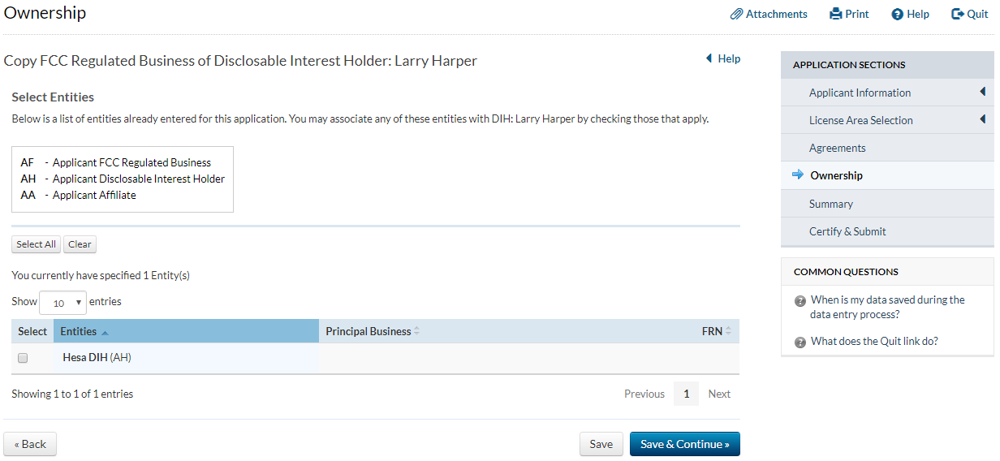 Ownership
Attachments
Print
Help
Quit
Copy FCC Regulated Business of Disclosable Interest Holder: Larry Harper
Help
Select Entities
Below is a list of entities already entered for this application. You may associate any of these entities with DIH: Larry Harper by checking those that apply.
AF - Applicant FCC Regulated Business
AH - Applicant Disclosable Interest Holder
AA - Applicant Affiliate
Select All
Clear
You currently have specified 1 Entity(s)
Show 10 entries
Select Entities Principal Business FRN
Hesa DIH (AH)
Showing 1 to 1 of 1 entries
Previous 1 Next
« Back
Save
Save & Continue »
APPLICATION SECTIONS
Applicant Information
License Area Selection
Agreements
Ownership
Summary
Certify & Submit
COMMON QUESTIONS
When is my data saved during the
data entry process?
What does the Quit link do?